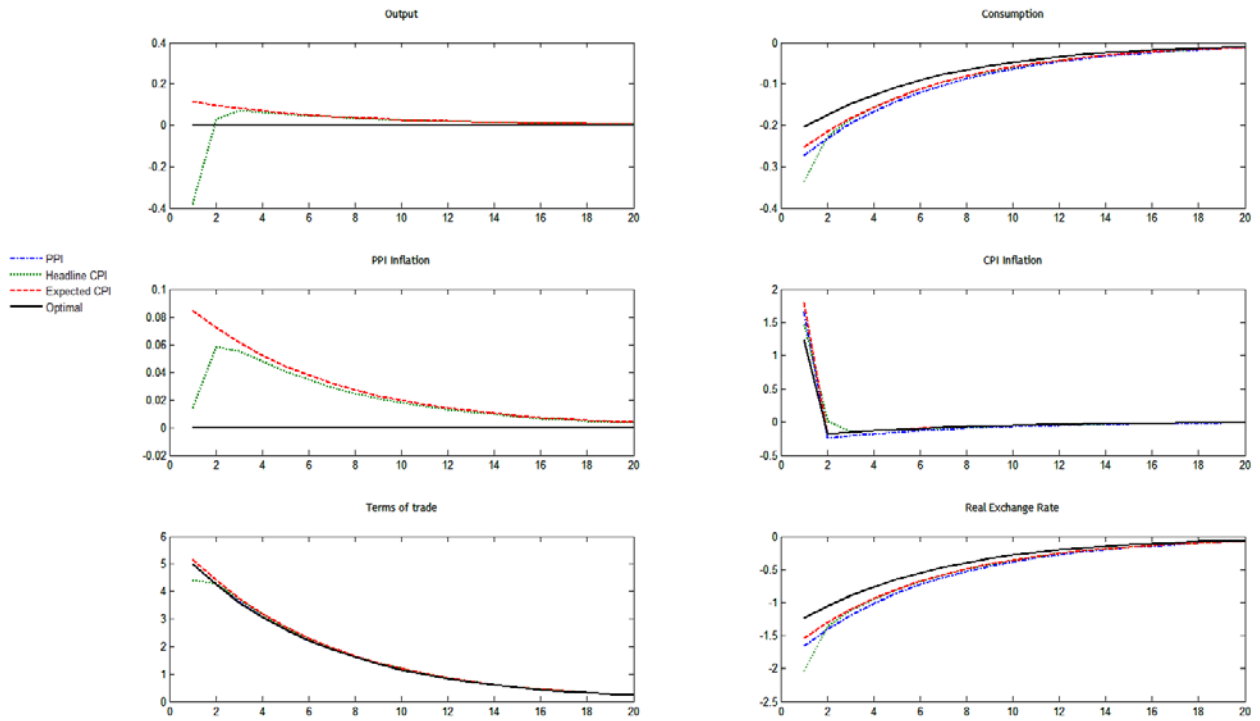 Output
0.4
0.2
0
-0.2
-0.4
0 2 4 6 8 10 12 14 16 18 20
Consumption
0
-0.1
-0.2
-0.3
-0.4
0 2 4 6 8 10 12 14 16 18 20
PPI
Headline CPI
Expected CPI
Optimal
PPI Inflation
0.1
0.08
0.06
0.04
0.02
0
-0.02
0 2 4 6 8 10 12 14 16 18 20
CPI Inflation
2
1.5
1
0.5
0
-0.5
0 2 4 6 8 10 12 14 16 18 20
Terms of trade
6
5
4
3
2
1
0
0 2 4 6 8 10 12 14 16 18 20
Real Exchange Rate
0
-0.5
-1
-1.5
-2
-2.5
0 2 4 6 8 10 12 14 16 18 20